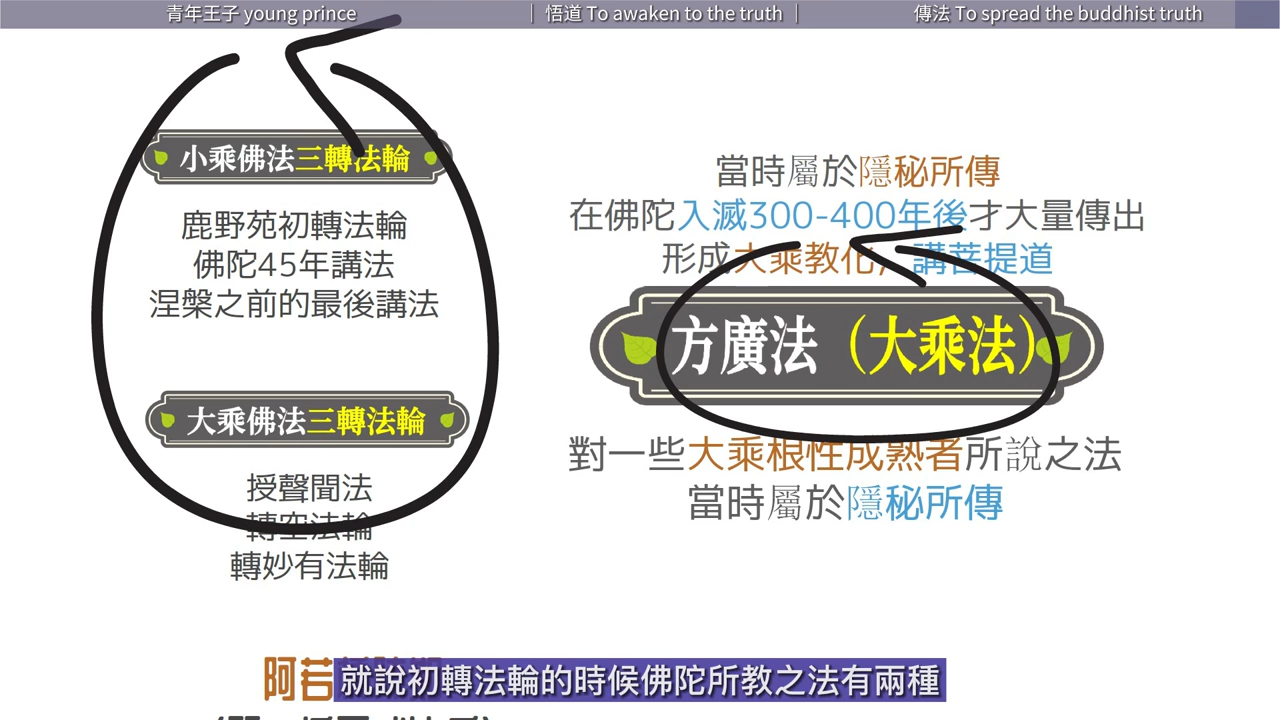 青年王子 young prince
悟道 To awaken to the truth
傳法 To spread the buddhist truth
小乘佛法三轉法輪
鹿野苑初轉法輪
佛陀45年講法
涅槃之前的最後講法
大乘佛法三轉法輪
授聲聞法
轉空法輪
轉妙有法輪
當時屬於隱秘所傳
在佛陀入滅300-400年後才大量傳出
形成大乘教化，講菩提道
方廣法（大乘法）
對一些大乘根性成熟者所說之法
當時屬於隱秘所傳
阿若
就說初轉法輪的時候佛陀所教之法有兩種